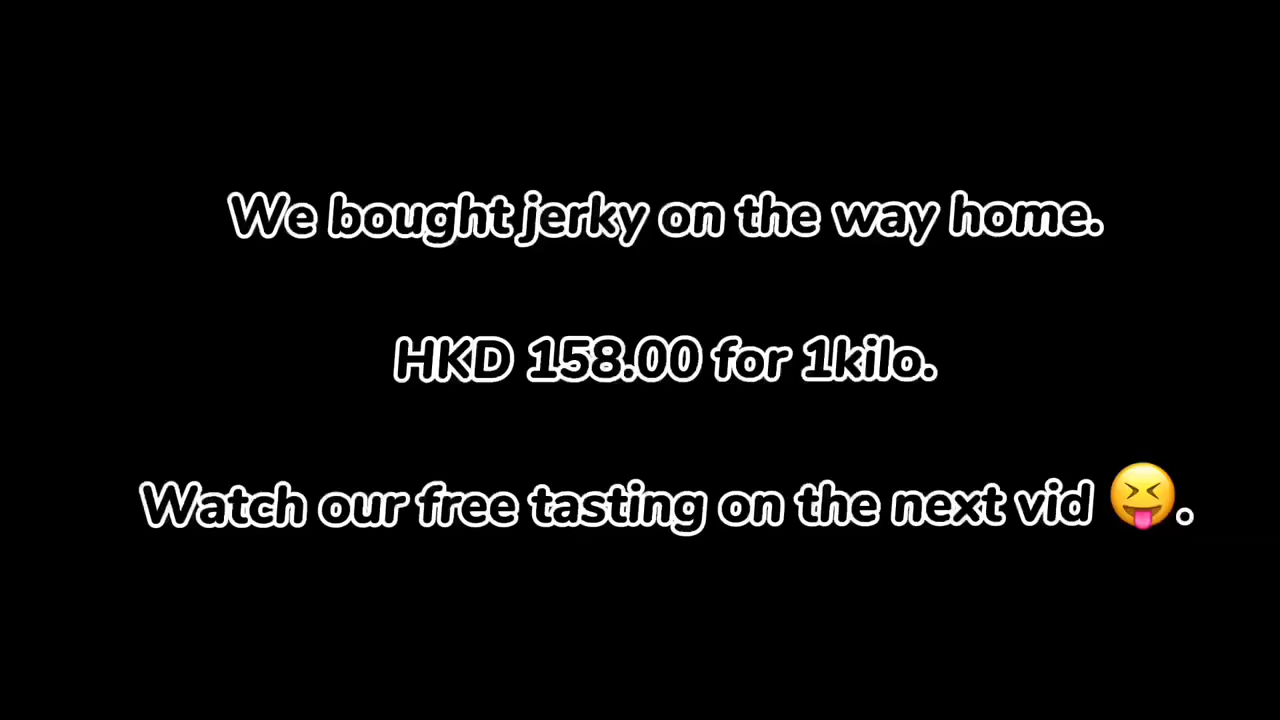 We bought jerky on the way home.
HKD 158.00 for 1kilo.
Watch our free tasting on the next vid 😝.